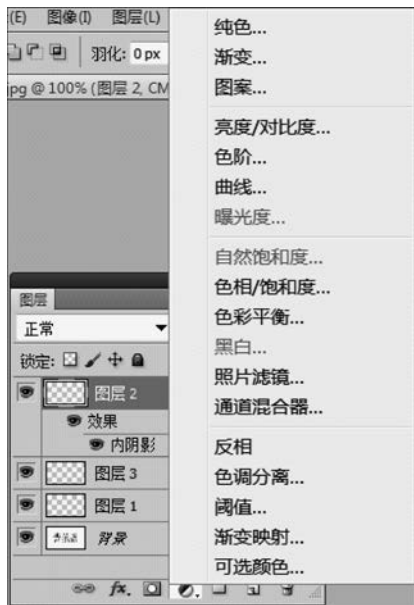 (E) 图像(I) 图层(L)
羽化: 0 px
jpg @ 100% (图层 2, CM
纯色...
渐变...
图案...
亮度/对比度...
色阶...
曲线...
曝光度...
自然饱和度...
色相/饱和度...
色彩平衡...
黑白...
照片滤镜...
通道混合器...
反相
色调分离...
阈值...
渐变映射...
可选颜色...
图层
正常
锁定:
图层 2
效果
内阴影
图层 3
图层 1
背景
fx.